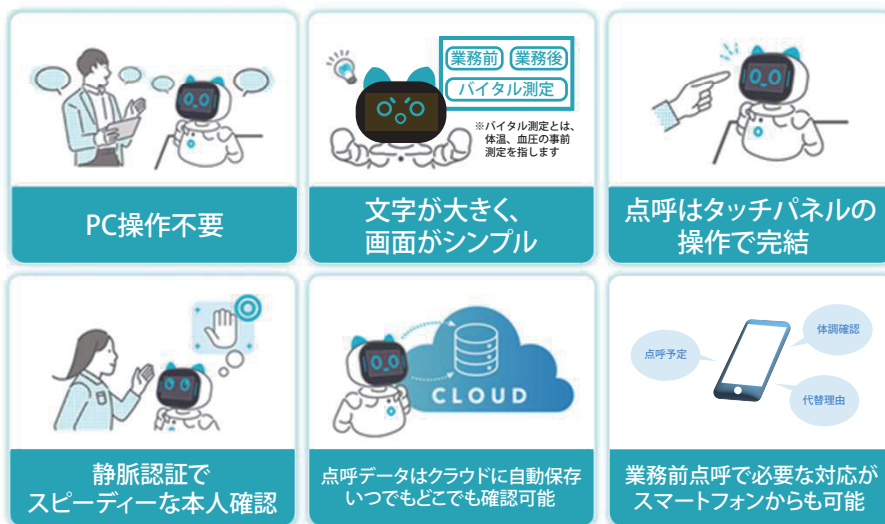 PC操作不要
業務前 業務後
バイタル測定
※バイタル測定とは、
体温、血圧の事前
測定を指します
文字が大きく、
画面がシンプル
点呼はタッチパネルの
操作で完結
静脈認証で
スピーディーな本人確認
CLOUD
点呼データはクラウドに自動保存
いつでもどこでも確認可能
点呼予定
体調確認
代替理由
業務前点呼で必要な対応が
スマートフォンからも可能